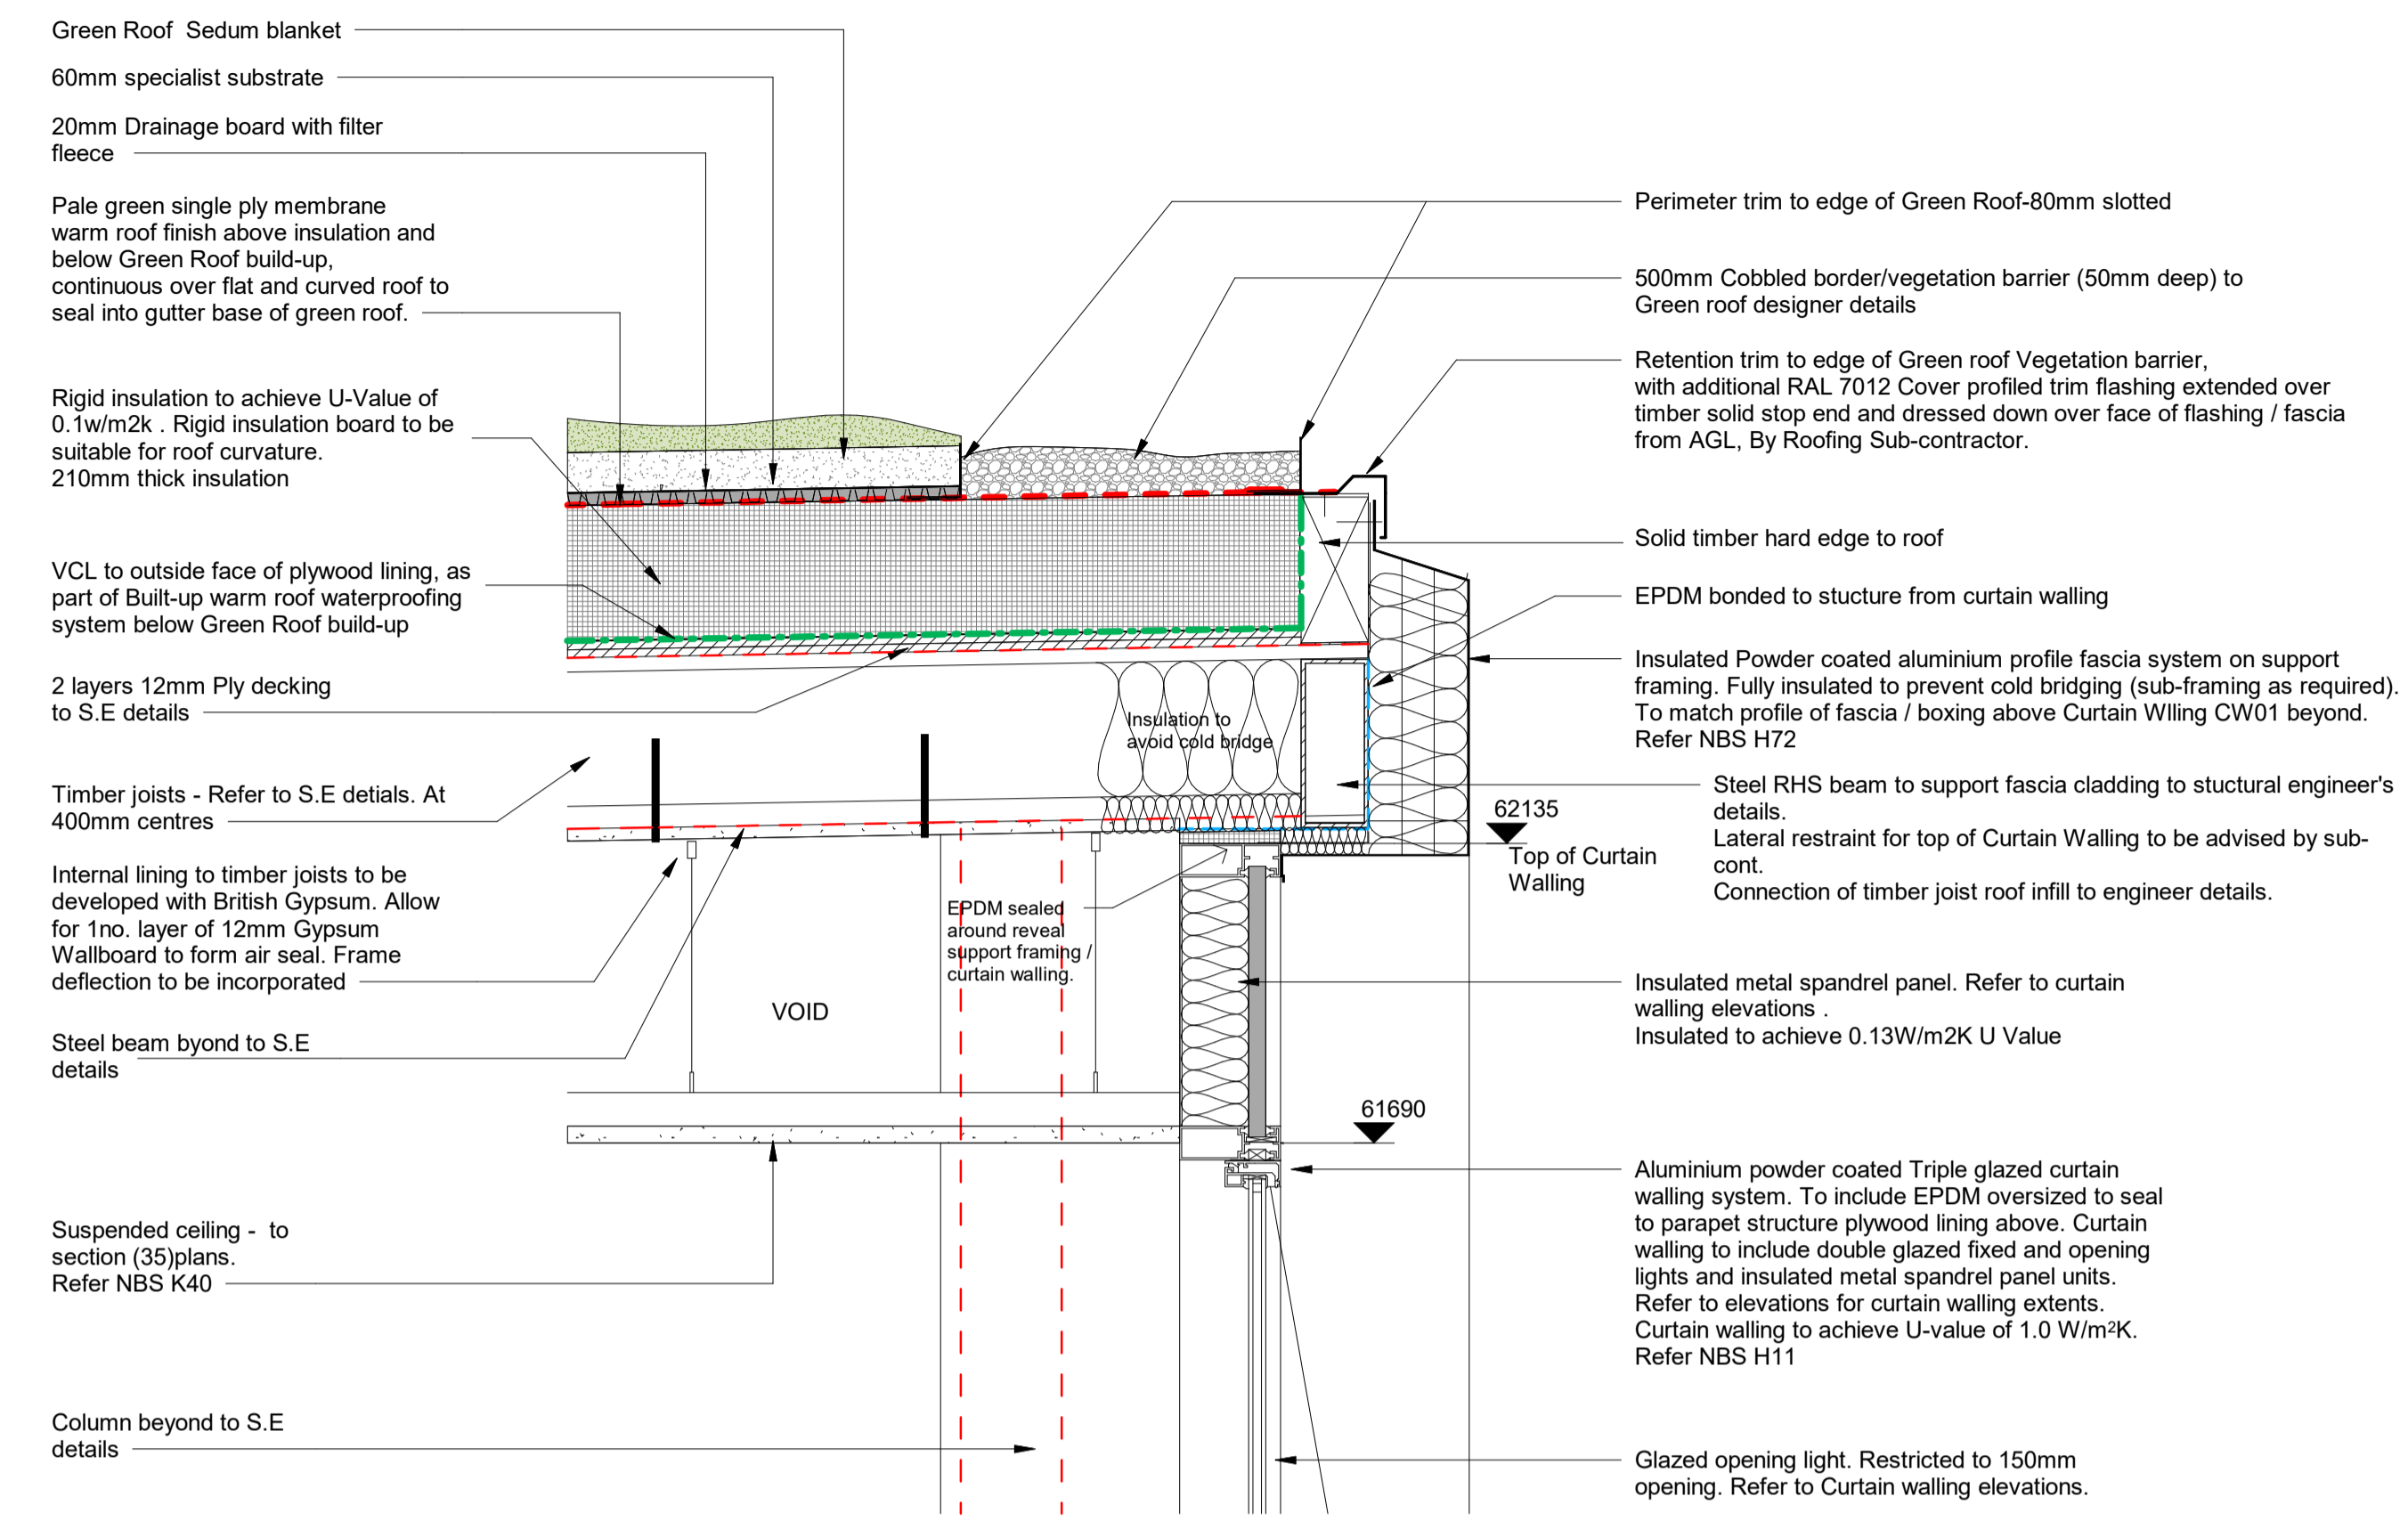 Green Roof  Sedum blanket
60mm specialist substrate
20mm Drainage board with filter
fleece
Pale green single ply membrane
warm roof finish above insulation and
below Green Roof build-up,
continuous over flat and curved roof to
seal into gutter base of green roof.
Rigid insulation to achieve U-Value of
0.1w/m2k . Rigid insulation board to be
suitable for roof curvature.
210mm thick insulation
VCL to outside face of plywood lining, as
part of Built-up warm roof waterproofing
system below Green Roof build-up
2 layers 12mm Ply decking
to S.E details
Timber joists - Refer to S.E detials. At
400mm centres
Internal lining to timber joists to be
developed with British Gypsum. Allow
for 1no. layer of 12mm Gypsum
Wallboard to form air seal. Frame
deflection to be incorporated
Steel beam byond to S.E
details
Suspended ceiling -  to
section (35)plans.
Refer NBS K40
Column beyond to S.E
details
Insulation to
avoid cold bridge
EPDM sealed
around reveal
support framing /
curtain walling.
VOID
62135
Top of Curtain
Walling
61690
Perimeter trim to edge of Green Roof-80mm slotted
500mm Cobbled border/vegetation barrier (50mm deep) to
Green roof designer details
Retention trim to edge of Green roof Vegetation barrier,
with additional RAL 7012 Cover profiled trim flashing extended over
timber solid stop end and dressed down over face of flashing / fascia
from AGL, By Roofing Sub-contractor.
Solid timber hard edge to roof
EPDM bonded to stucture from curtain walling
Insulated Powder coated aluminium profile fascia system on support
framing. Fully insulated to prevent cold bridging (sub-framing as required).
To match profile of fascia / boxing above Curtain Wlling CW01 beyond.
Refer NBS H72
Steel RHS beam to support fascia cladding to stuctural engineer's
details.
Lateral restraint for top of Curtain Walling to be advised by sub-
cont.
Connection of timber joist roof infill to engineer details.
Insulated metal spandrel panel. Refer to curtain
walling elevations .
Insulated to achieve 0.13W/m2K U Value
Aluminium powder coated Triple glazed curtain
walling system. To include EPDM oversized to seal
to parapet structure plywood lining above. Curtain
walling to include double glazed fixed and opening
lights and insulated metal spandrel panel units.
Refer to elevations for curtain walling extents.
Curtain walling to achieve U-value of 1.0 W/m²K.
Refer NBS H11
Glazed opening light. Restricted to 150mm
opening. Refer to Curtain walling elevations.